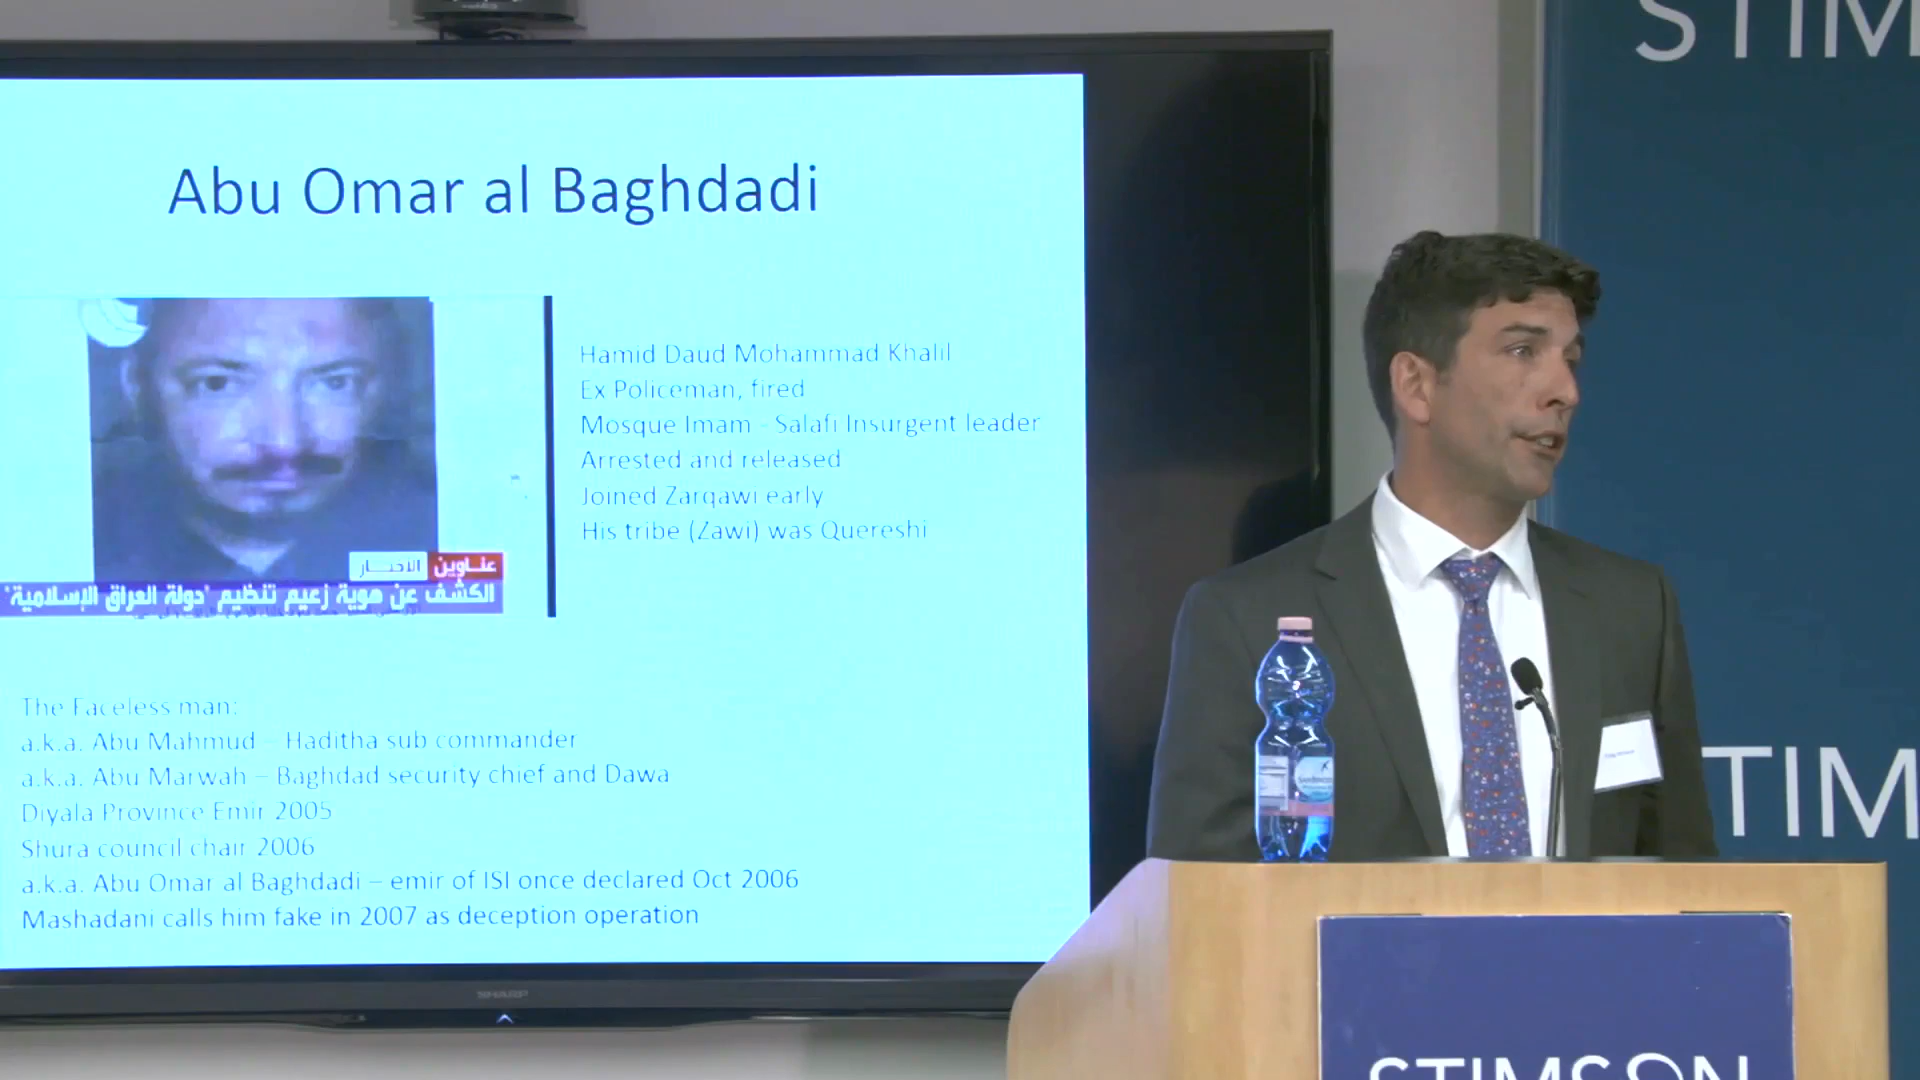 STIM
Abu Omar al Baghdadi
Hamid Daud Mohammad Khalil
Ex Policeman, fired
Mosque Imam - Salafi Insurgent leader
Arrested and released
Joined Zarqawi early
His tribe (Zawi) was Quereshi
عناوين الاخبار
الكشف عن هوية زعيم تنظيم "دولة العراق الإسلامية"
The Faceless man:
a.k.a. Abu Mahmud – Haditha sub commander
a.k.a. Abu Marwah – Baghdad security chief and Dawa
Diyala Province Emir 2005
Shura council chair 2006
a.k.a. Abu Omar al Baghdadi – emir of ISI once declared Oct 2006
Mashadani calls him fake in 2007 as deception operation
SHARP
TIM
STIMSON